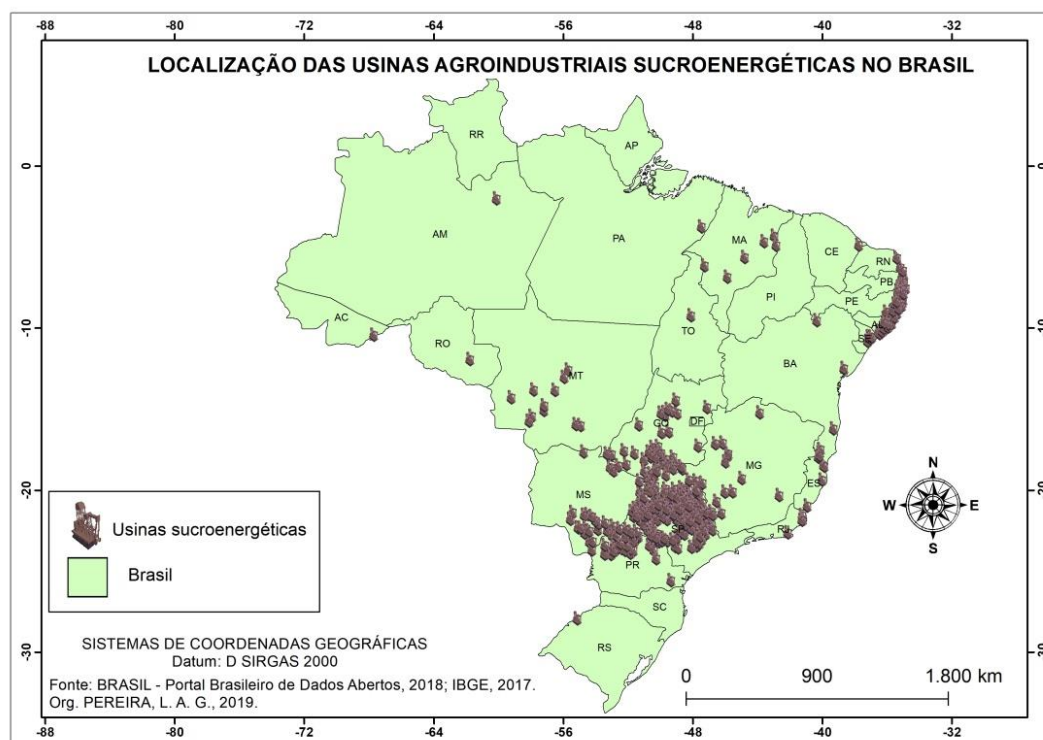 -88 -80 -72 -64 -56 -48 -40 -32
LOCALIZAÇÃO DAS USINAS AGROINDUSTRIAIS SUCROENERGÉTICAS NO BRASIL
RR
AP
0 0
AM
PA
MA
CE
RN
PB
PI
PE
AC
AL
-10 -10
TO
SE
RO
BA
MT
GO
DF
MG
-20 -20
MS
ES
N
W E
S
SP
RJ
PR
SC
RS
Usinas sucroenergéticas
Brasil
SISTEMAS DE COORDENADAS GEOGRÁFICAS
Datum: D SIRGAS 2000
Fonte: BRASIL - Portal Brasileiro de Dados Abertos, 2018; IBGE, 2017.
Org. PEREIRA, L. A. G., 2019.
0 900 1.800 km
-30 -30
-88 -80 -72 -64 -56 -48 -40 -32